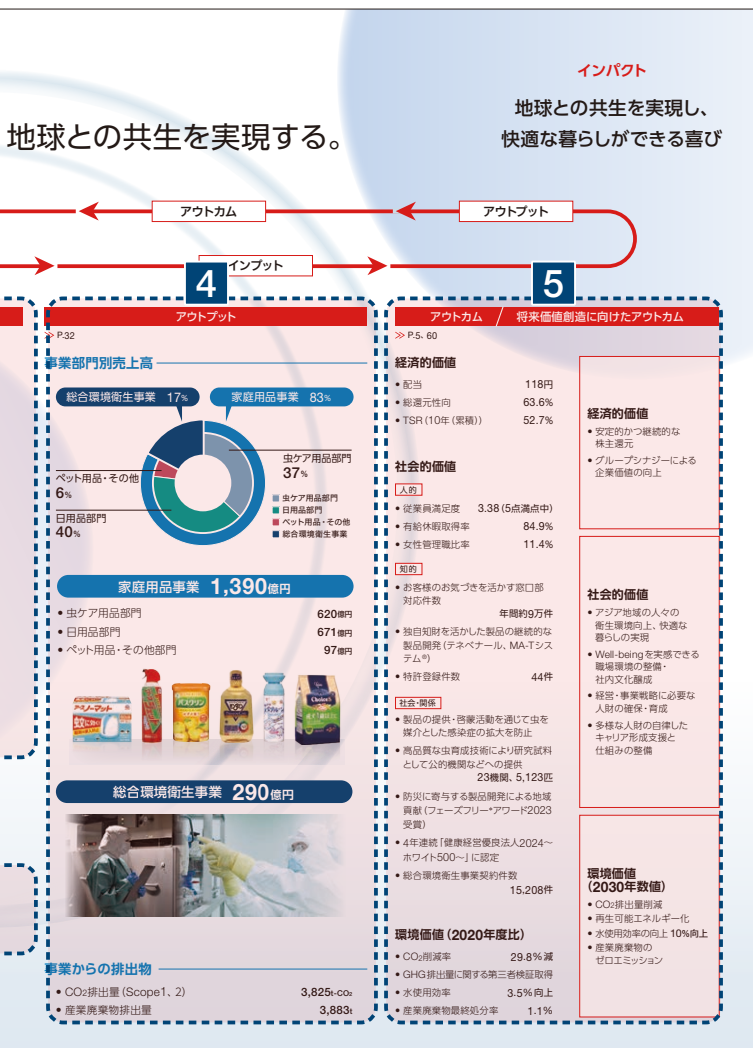 インパクト
地球との共生を実現し、
快適な暮らしができる喜び
地球との共生を実現する。
アウトカム
アウトプット
インプット
4
アウトプット
≫ P.32
事業部門別売上高
総合環境衛生事業 17%
家庭用品事業 83%
虫ケア用品部門
37%
ペット用品・その他
6%
日用品部門
40%
■ 虫ケア用品部門
■ 日用品部門
■ ペット用品・その他
■ 総合環境衛生事業
家庭用品事業 1,390億円
• 虫ケア用品部門 620億円
• 日用品部門 671億円
• ペット用品・その他部門 97億円
アースノーマット
蚊に効く
バスクリン
モンダミン
Choice's
総合環境衛生事業 290億円
事業からの排出物
• CO2排出量(Scope1、2) 3,825t-CO2
• 産業廃棄物排出量 3,883t
5
アウトカム / 将来価値創造に向けたアウトカム
≫ P.5、60
経済的価値
• 配当 118円
• 総還元性向 63.6%
• TSR(10年(累積)) 52.7%
社会的価値
人的
• 従業員満足度 3.38(5点満点中)
• 有給休暇取得率 84.9%
• 女性管理職比率 11.4%
知的
• お客様のお気づきを活かす窓口部
対応件数
年間約9万件
• 独自知財を活かした製品の継続的な
製品開発(テネベナール、MA-Tシス
テム®)
• 特許登録件数 44件
社会・関係
• 製品の提供・啓蒙活動を通じて虫を
媒介とした感染症の拡大を防止
• 高品質な虫育成技術により研究試料
として公的機関などへの提供
23機関、5,123匹
• 防災に寄与する製品開発による地域
貢献(フェーズフリー*アワード2023
受賞)
• 4年連続「健康経営優良法人2024〜
ホワイト500〜」に認定
• 総合環境衛生事業契約件数
15.208件
環境価値(2020年度比)
• CO2削減率 29.8%減
• GHG排出量に関する第三者検証取得
• 水使用効率 3.5%向上
• 産業廃棄物最終処分率 1.1%
経済的価値
• 安定的かつ継続的な
株主還元
• グループシナジーによる
企業価値の向上
社会的価値
• アジア地域の人々の
衛生環境向上、快適な
暮らしの実現
• Well-beingを実感できる
職場環境の整備・
社内文化醸成
• 経営・事業戦略に必要な
人財の確保・育成
• 多様な人財の自律した
キャリア形成支援と
仕組みの整備
環境価値
(2030年数値)
• CO2排出量削減
• 再生可能エネルギー化
• 水使用効率の向上 10%向上
• 産業廃棄物の
ゼロエミッション